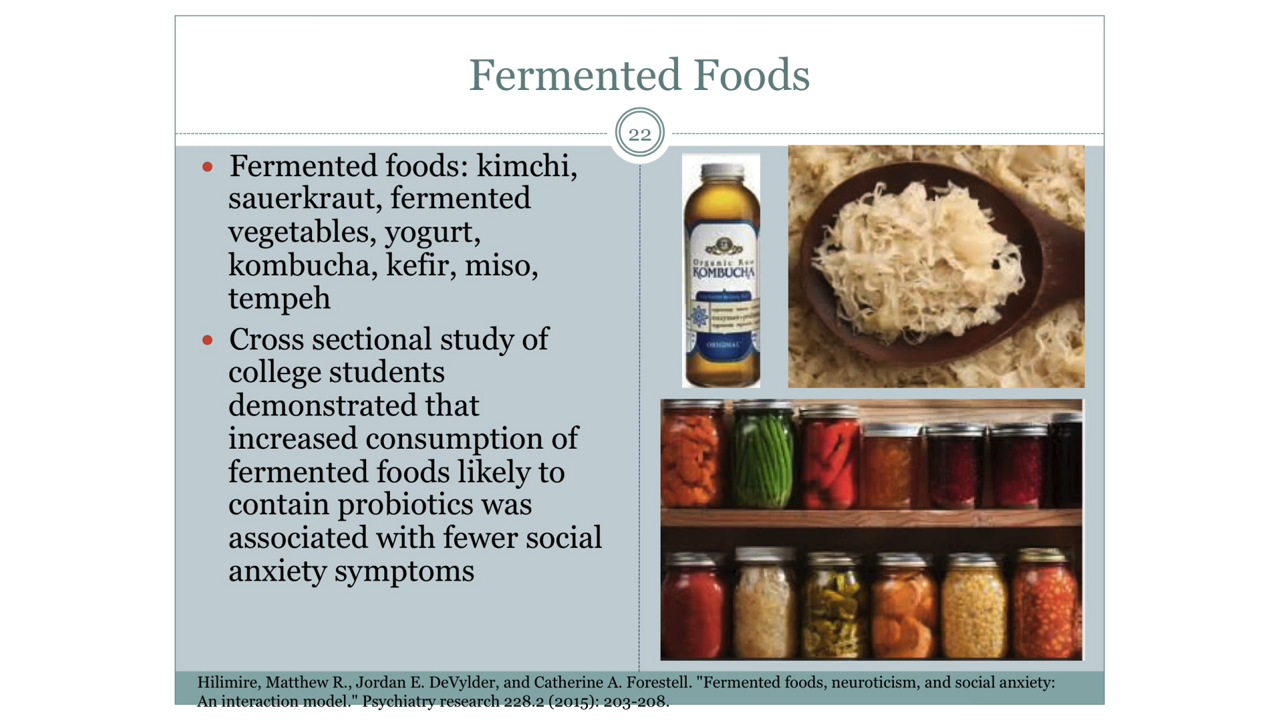 Fermented Foods
22
Fermented foods: kimchi,
sauerkraut, fermented
vegetables, yogurt,
kombucha, kefir, miso,
tempeh
Cross sectional study of
college students
demonstrated that
increased consumption of
fermented foods likely to
contain probiotics was
associated with fewer social
anxiety symptoms
Organic Raw
KOMBUCHA
ORIGINAL
Hilimire, Matthew R., Jordan E. DeVylder, and Catherine A. Forestell. "Fermented foods, neuroticism, and social anxiety:
An interaction model." Psychiatry research 228.2 (2015): 203-208.